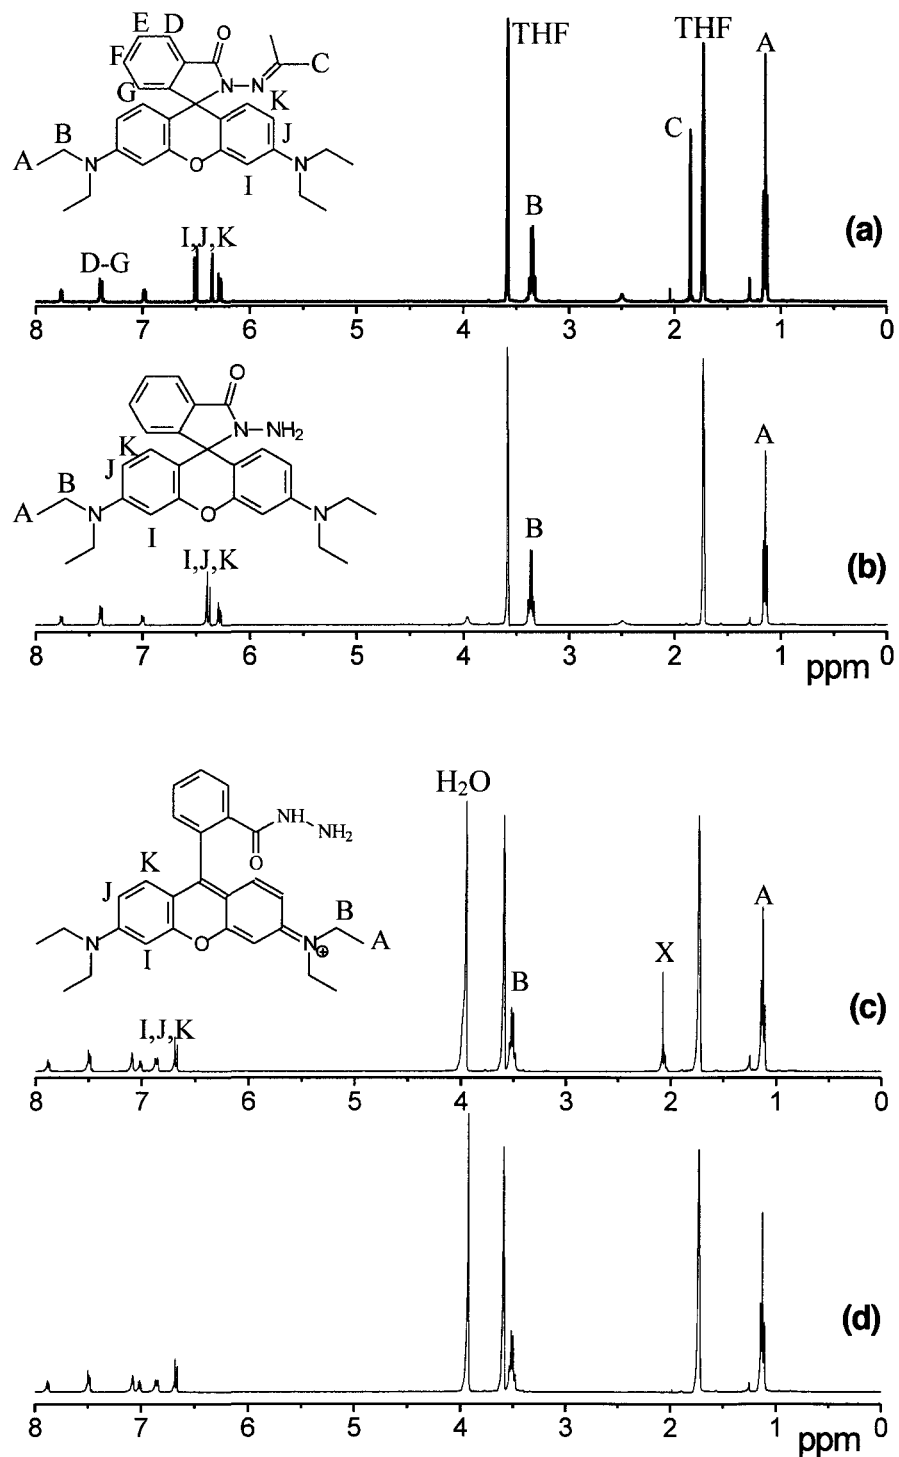 E D
O
F
N N C
G
K
B J
A N O N
I
THF THF A
C
B
(a)
I,J,K
D-G
8 7 6 5 4 3 2 1 0
O
N NH₂
K
J
B
A N O N
I
I,J,K
B
A
(b)
8 7 6 5 4 3 2 1 0
ppm
H₂O
NH
NH₂
O
K
J
B
N O N⊕ A
I
I,J,K
B
X
A
(c)
8 7 6 5 4 3 2 1 0
(d)
8 7 6 5 4 3 2 1 0
ppm